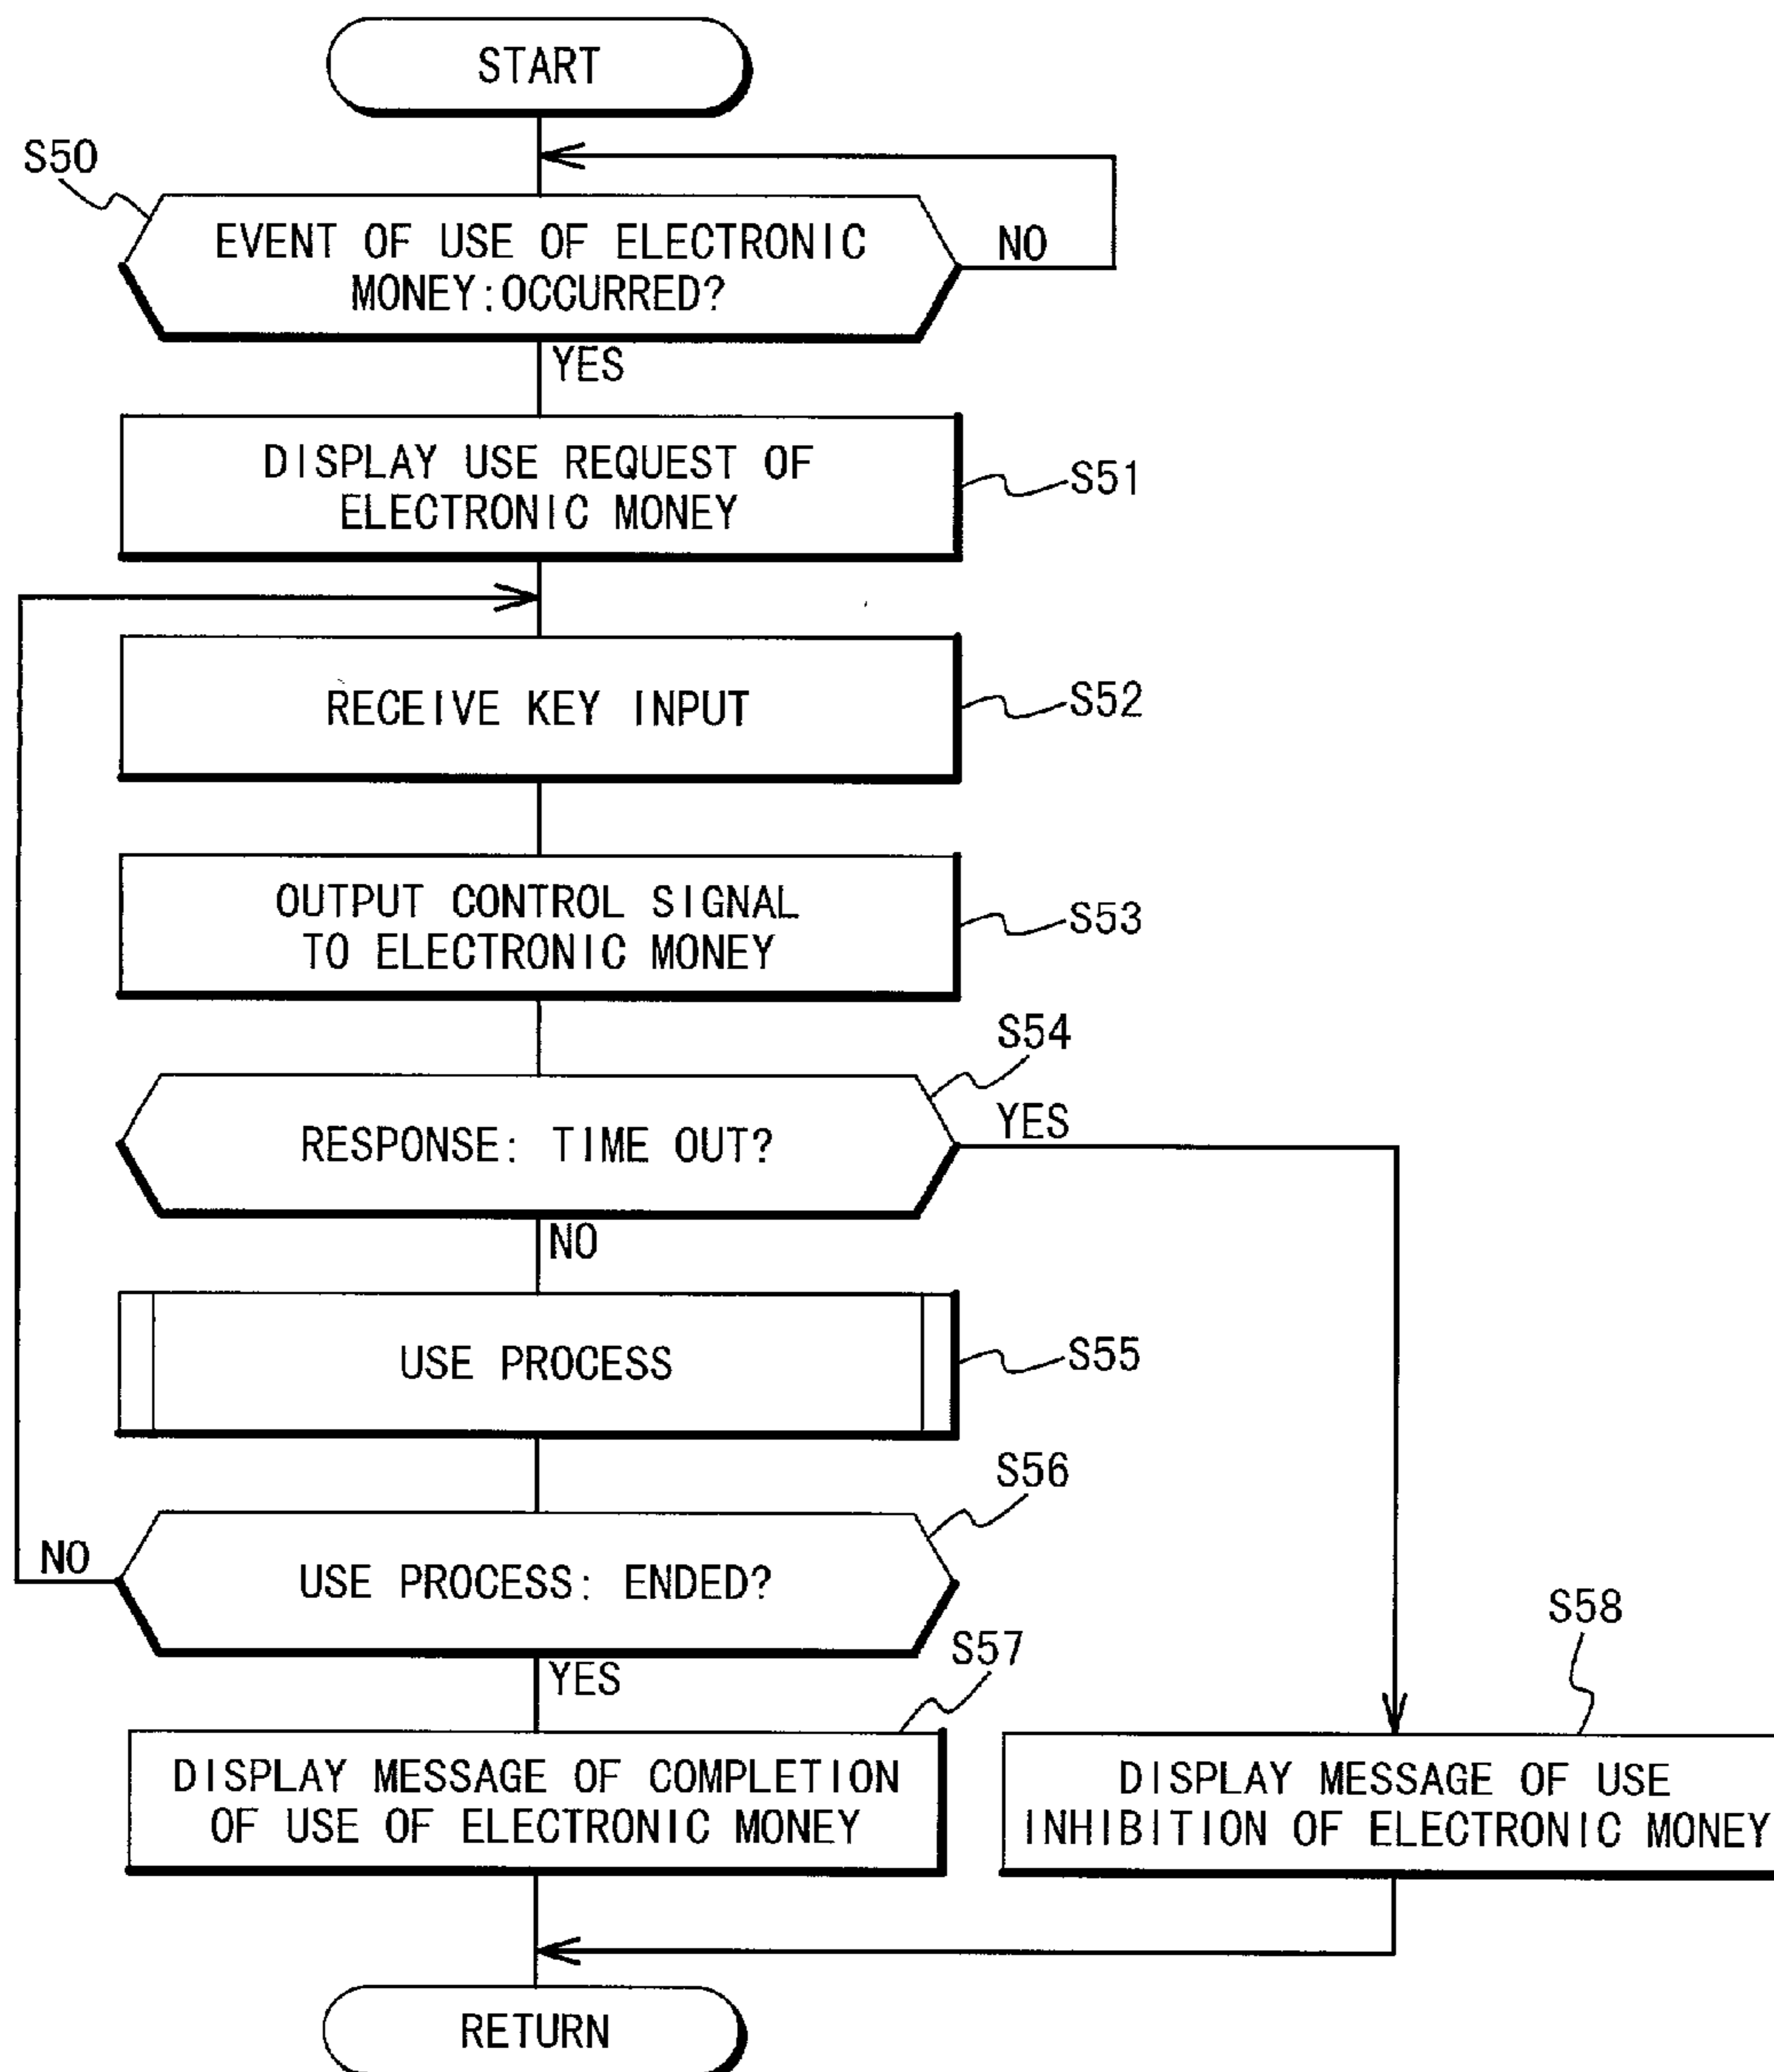 START
S50
EVENT OF USE OF ELECTRONIC
MONEY:OCCURRED?
NO
YES
DISPLAY USE REQUEST OF
ELECTRONIC MONEY
S51
RECEIVE KEY INPUT
S52
OUTPUT CONTROL SIGNAL
TO ELECTRONIC MONEY
S53
S54
RESPONSE: TIME OUT?
YES
NO
USE PROCESS
S55
S56
NO
USE PROCESS: ENDED?
YES
S57
S58
DISPLAY MESSAGE OF COMPLETION
OF USE OF ELECTRONIC MONEY
DISPLAY MESSAGE OF USE
INHIBITION OF ELECTRONIC MONEY
RETURN